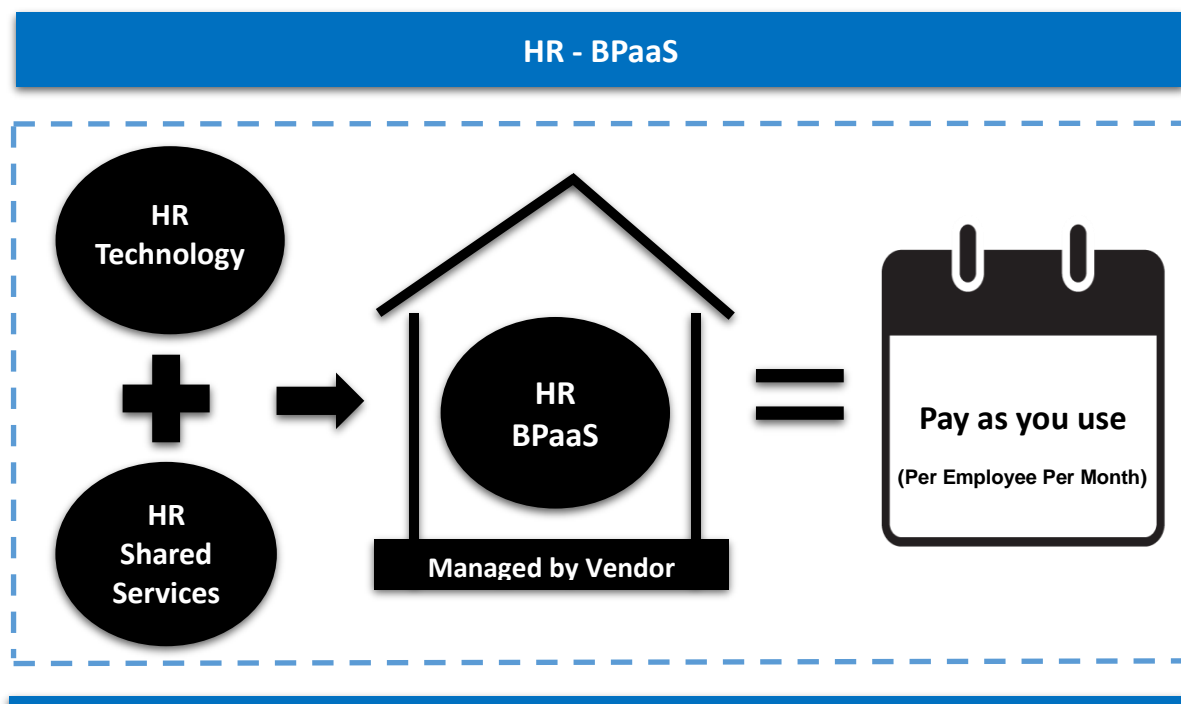 HR - BPaaS
HR
Technology
HR
Shared
Services
HR
BPaaS
Managed by Vendor
Pay as you use
(Per Employee Per Month)